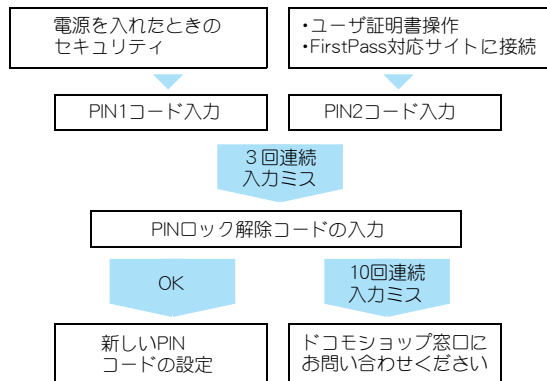 電源を入れたときの
セキュリティ
・ユーザ証明書操作
・FirstPass対応サイトに接続
PIN1コード入力
PIN2コード入力
3回連続
入力ミス
PINロック解除コードの入力
OK
10回連続
入力ミス
新しいPIN
コードの設定
ドコモショップ窓口に
お問い合わせください